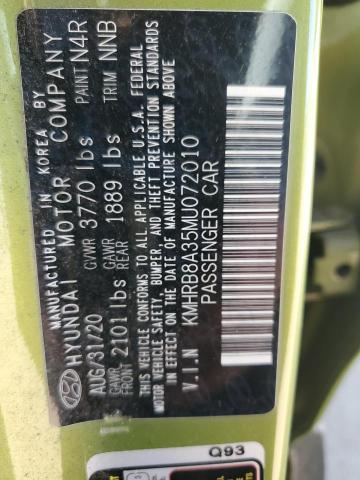 MANUFACTURED IN KOREA BY
HYUNDAI MOTOR COMPANY
AUG/31/20 GVWR 3770 lbs PAINT N4R
GAWR FRONT 2101lbs GAWR REAR 1889 lbs TRIM NNB
THIS VEHICLE CONFORMS TO ALL APPLICABLE U.S.A. FEDERAL
MOTOR VEHICLE SAFETY, BUMPER, AND THEFT PREVENTION STANDARDS
IN EFFECT ON THE DATE OF MANUFACTURE SHOWN ABOVE
V.I.N KMHRB8A35MU072010
PASSENGER CAR
Q93